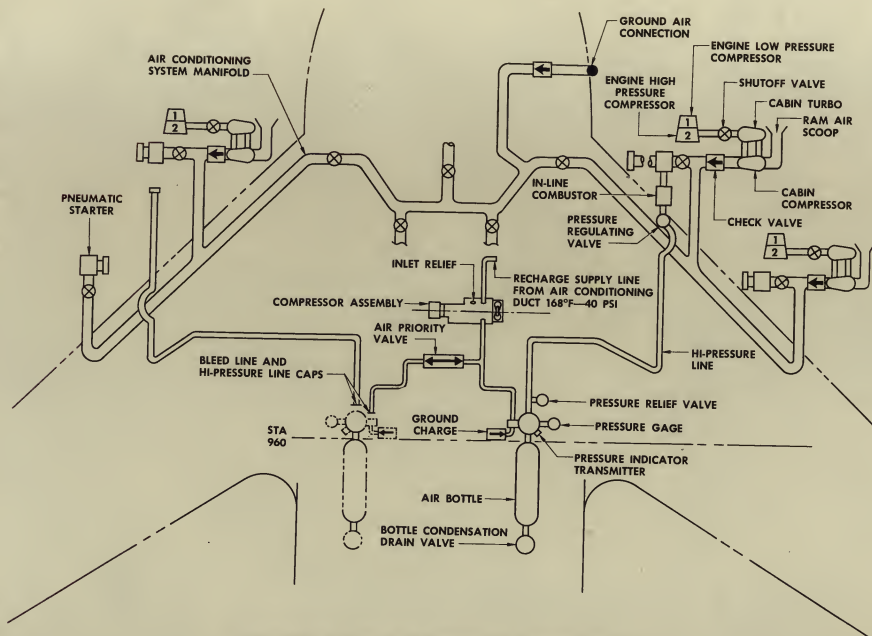 GROUND AIR
CONNECTION
ENGINE LOW PRESSURE
COMPRESSOR
AIR CONDITIONING
SYSTEM MANIFOLD
ENGINE HIGH
PRESSURE
COMPRESSOR
SHUTOFF VALVE
CABIN TURBO
RAM AIR
SCOOP
1
2
1
2
PNEUMATIC
STARTER
IN-LINE
COMBUSTOR
CABIN
COMPRESSOR
PRESSURE
REGULATING
VALVE
CHECK VALVE
1
2
INLET RELIEF
RECHARGE SUPPLY LINE
FROM AIR CONDITIONING
DUCT 168°F—40 PSI
COMPRESSOR ASSEMBLY
AIR PRIORITY
VALVE
HI-PRESSURE
LINE
BLEED LINE AND
HI-PRESSURE LINE CAPS
PRESSURE RELIEF VALVE
GROUND
CHARGE
PRESSURE GAGE
STA
960
PRESSURE INDICATOR
TRANSMITTER
AIR BOTTLE
BOTTLE CONDENSATION
DRAIN VALVE